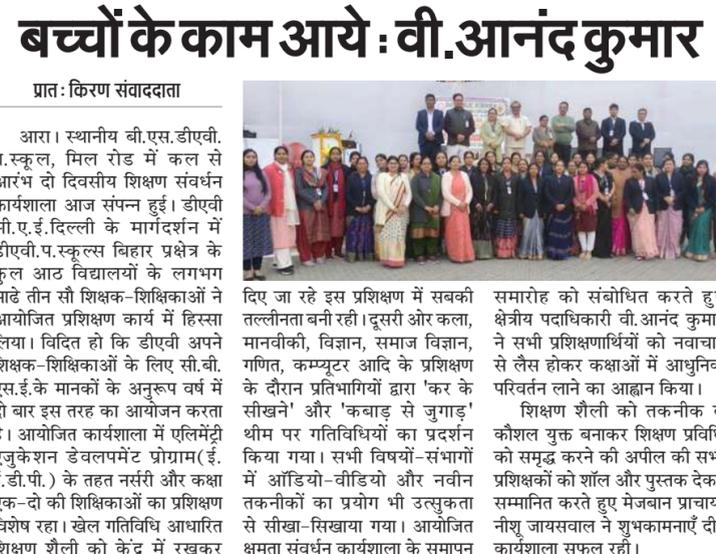 बच्चों के काम आये : वी.आनंद कुमार
प्रात: किरण संवाददाता
आरा। स्थानीय बी.एस.डीएवी.
स्कूल, मिल रोड में कल से
दो दिवसीय शिक्षण संवर्धन
कार्यशाला आज संपन्न हुई। डीएवी
दिल्ली के मार्गदर्शन में
डीएवी.प.स्कूल्स बिहार प्रक्षेत्र के
आठ विद्यालयों के लगभग
तीन सौ शिक्षक-शिक्षिकाओं ने
आयोजित प्रशिक्षण कार्य में हिस्सा
विदित हो कि डीएवी अपने
शिक्षक-शिक्षिकाओं के लिए सी.बी.
के मानकों के अनुरूप वर्ष में
बार इस तरह का आयोजन करता
आयोजित कार्यशाला में एलिमेंट्री
एजुकेशन डेवलपमेंट प्रोग्राम(ई.
के तहत नर्सरी और कक्षा
एक-दो की शिक्षिकाओं का प्रशिक्षण
विशेष रहा। खेल गतिविधि आधारित
शिक्षण शैली को केंद्र में रखकर
दिए जा रहे इस प्रशिक्षण में सबकी
तल्लीनता बनी रही। दूसरी ओर कला,
मानवीकी, विज्ञान, समाज विज्ञान,
गणित, कम्प्यूटर आदि के प्रशिक्षण
के दौरान प्रतिभागियों द्वारा 'कर के
सीखने' और 'कबाड़ से जुगाड़'
थीम पर गतिविधियों का प्रदर्शन
किया गया। सभी विषयों-संभागों
में ऑडियो-वीडियो और नवीन
तकनीकों का प्रयोग भी उत्सुकता
से सीखा-सिखाया गया। आयोजित
क्षमता संवर्धन कार्यशाला के समापन
समारोह को संबोधित करते
क्षेत्रीय पदाधिकारी वी.आनंद
ने सभी प्रशिक्षणार्थियों को
से लैस होकर कक्षाओं में
परिवर्तन लाने का आह्वान किया।
शिक्षण शैली को तकनीक
कौशल युक्त बनाकर शिक्षण
को समृद्ध करने की अपील की
प्रशिक्षकों को शॉल और पुस्तक
सम्मानित करते हुए मेजबान
नीशू जायसवाल ने शुभकामनाएँ
कार्यशाला सफल रही।